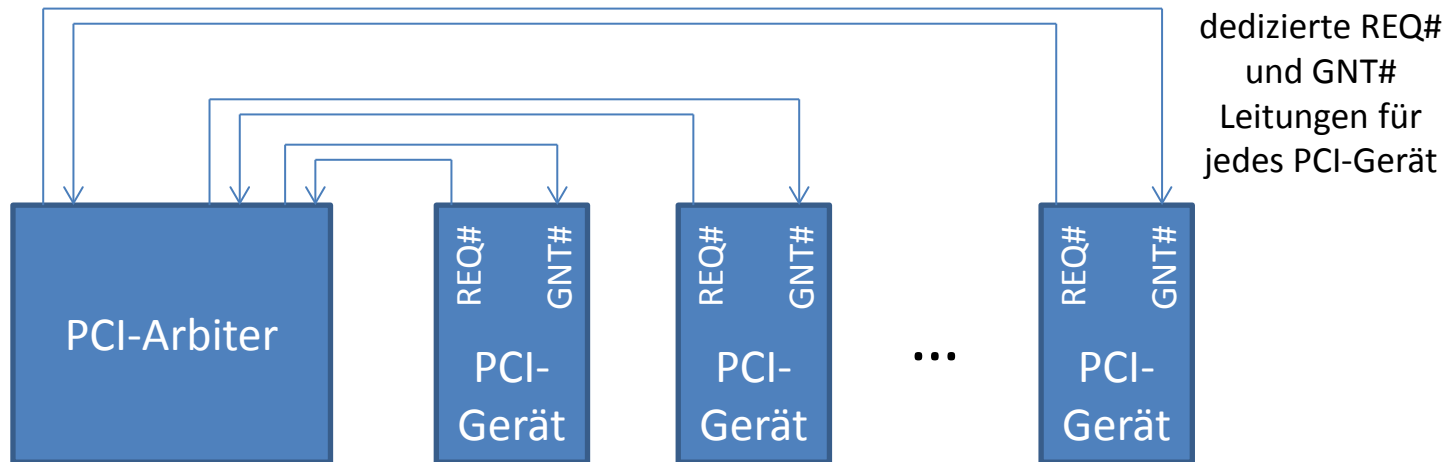 dedizierte REQ#
und GNT#
Leitungen für
jedes PCI-Gerät
PCI-Arbiter
REQ#
GNT#
PCI-
Gerät
REQ#
GNT#
PCI-
Gerät
...
REQ#
GNT#
PCI-
Gerät